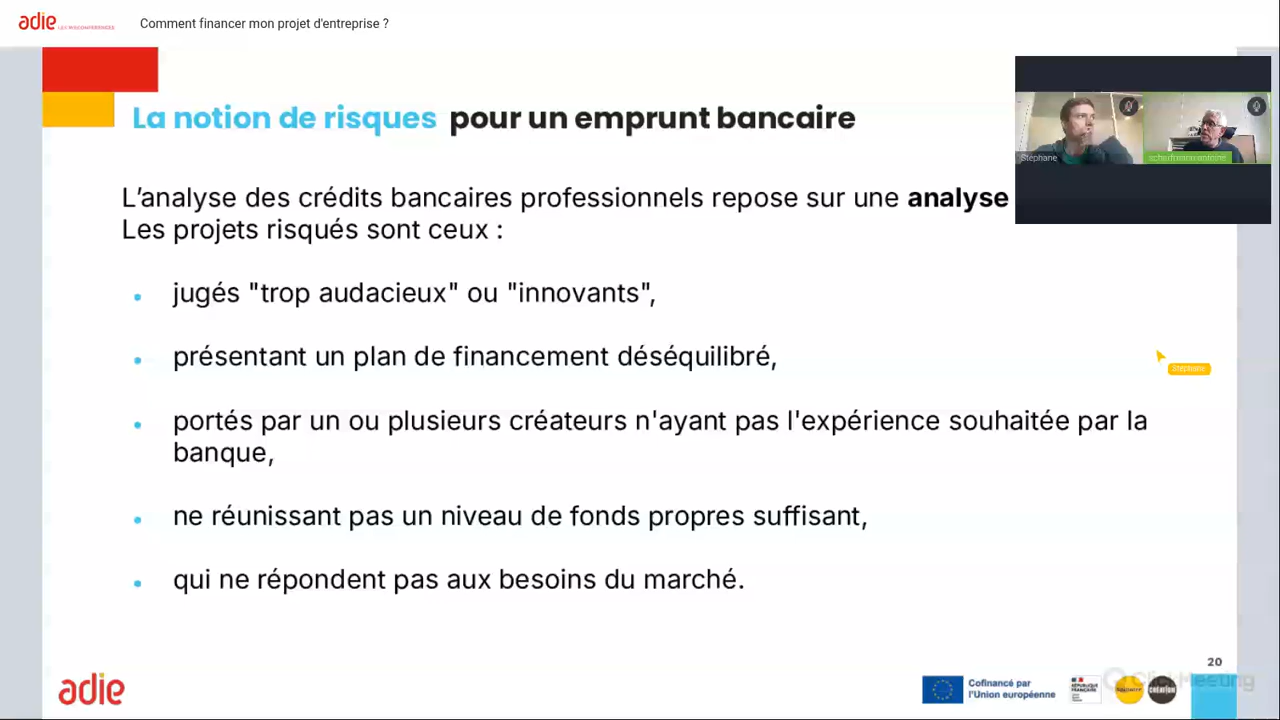 adie
Comment financer mon projet d'entreprise ?
La notion de risques pour un emprunt bancaire
Stéphane
L'analyse des crédits bancaires professionnels repose sur une analyse
Les projets risqués sont ceux :
jugés "trop audacieux" ou "innovants",
présentant un plan de financement déséquilibré,
Stéphane
portés par un ou plusieurs créateurs n'ayant pas l'expérience souhaitée par la
banque,
ne réunissant pas un niveau de fonds propres suffisant,
qui ne répondent pas aux besoins du marché.
20
adie
Cofinancé par
l'Union européenne
RÉPUBLIQUE
FRANÇAISE
CRÉATION
ClickMeeting